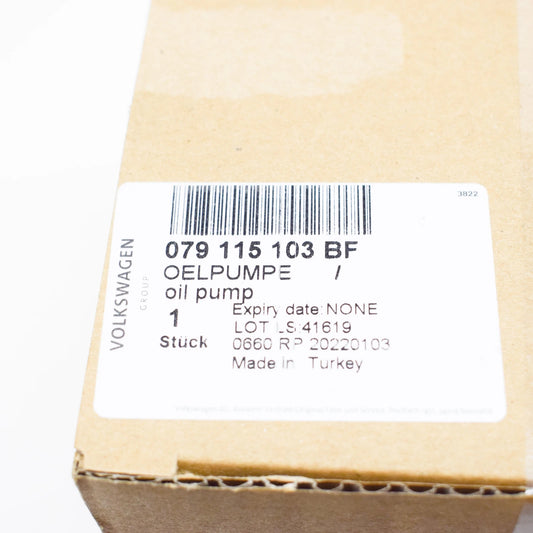 3822
VOLKSWAGEN
GROUP
079 115 103 BF
OELPUMPE /
oil pump
1
Stück
Expiry date:NONE
LOT LS:41619
0660 RP 20220103
Made in Turkey